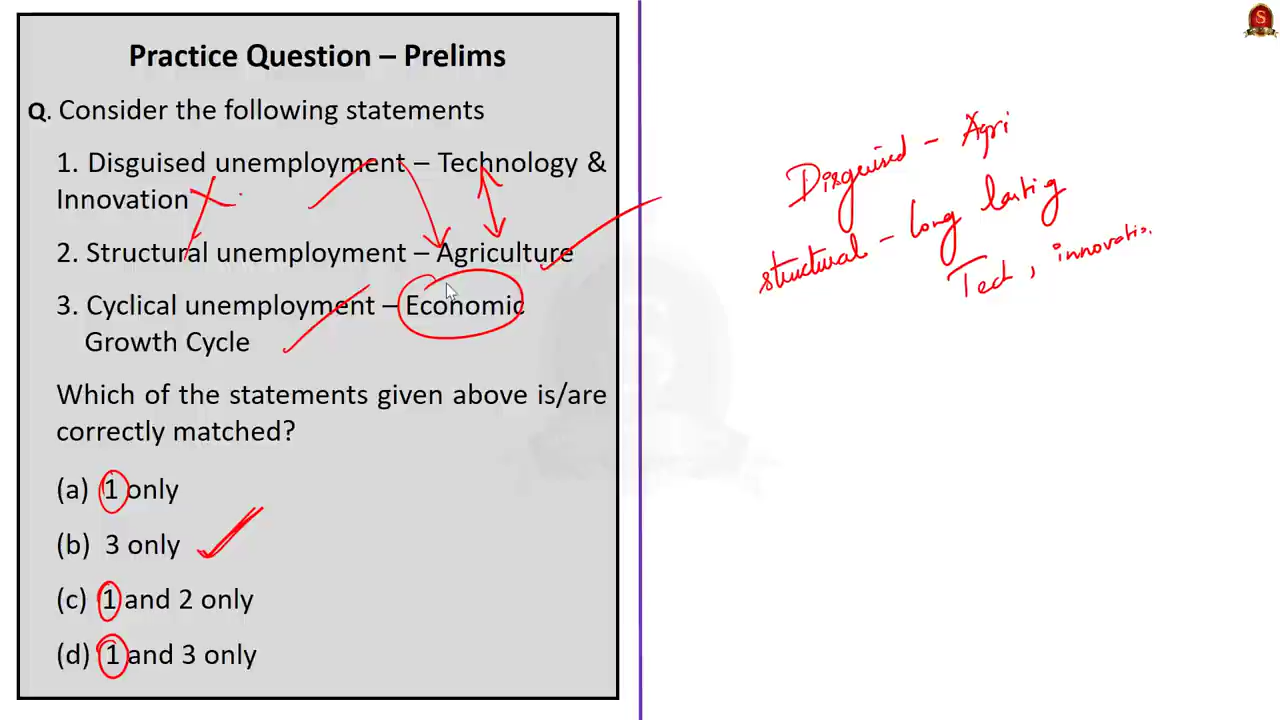 Practice Question – Prelims
Q. Consider the following statements
1. Disguised unemployment – Technology &
Innovation
2. Structural unemployment – Agriculture
3. Cyclical unemployment – Economic
Growth Cycle
Which of the statements given above is/are
correctly matched?
(a) 1 only
(b) 3 only
(c) 1 and 2 only
(d) 1 and 3 only
Disguised – Agri
structural – long lasting
Tech, innovatio.
S